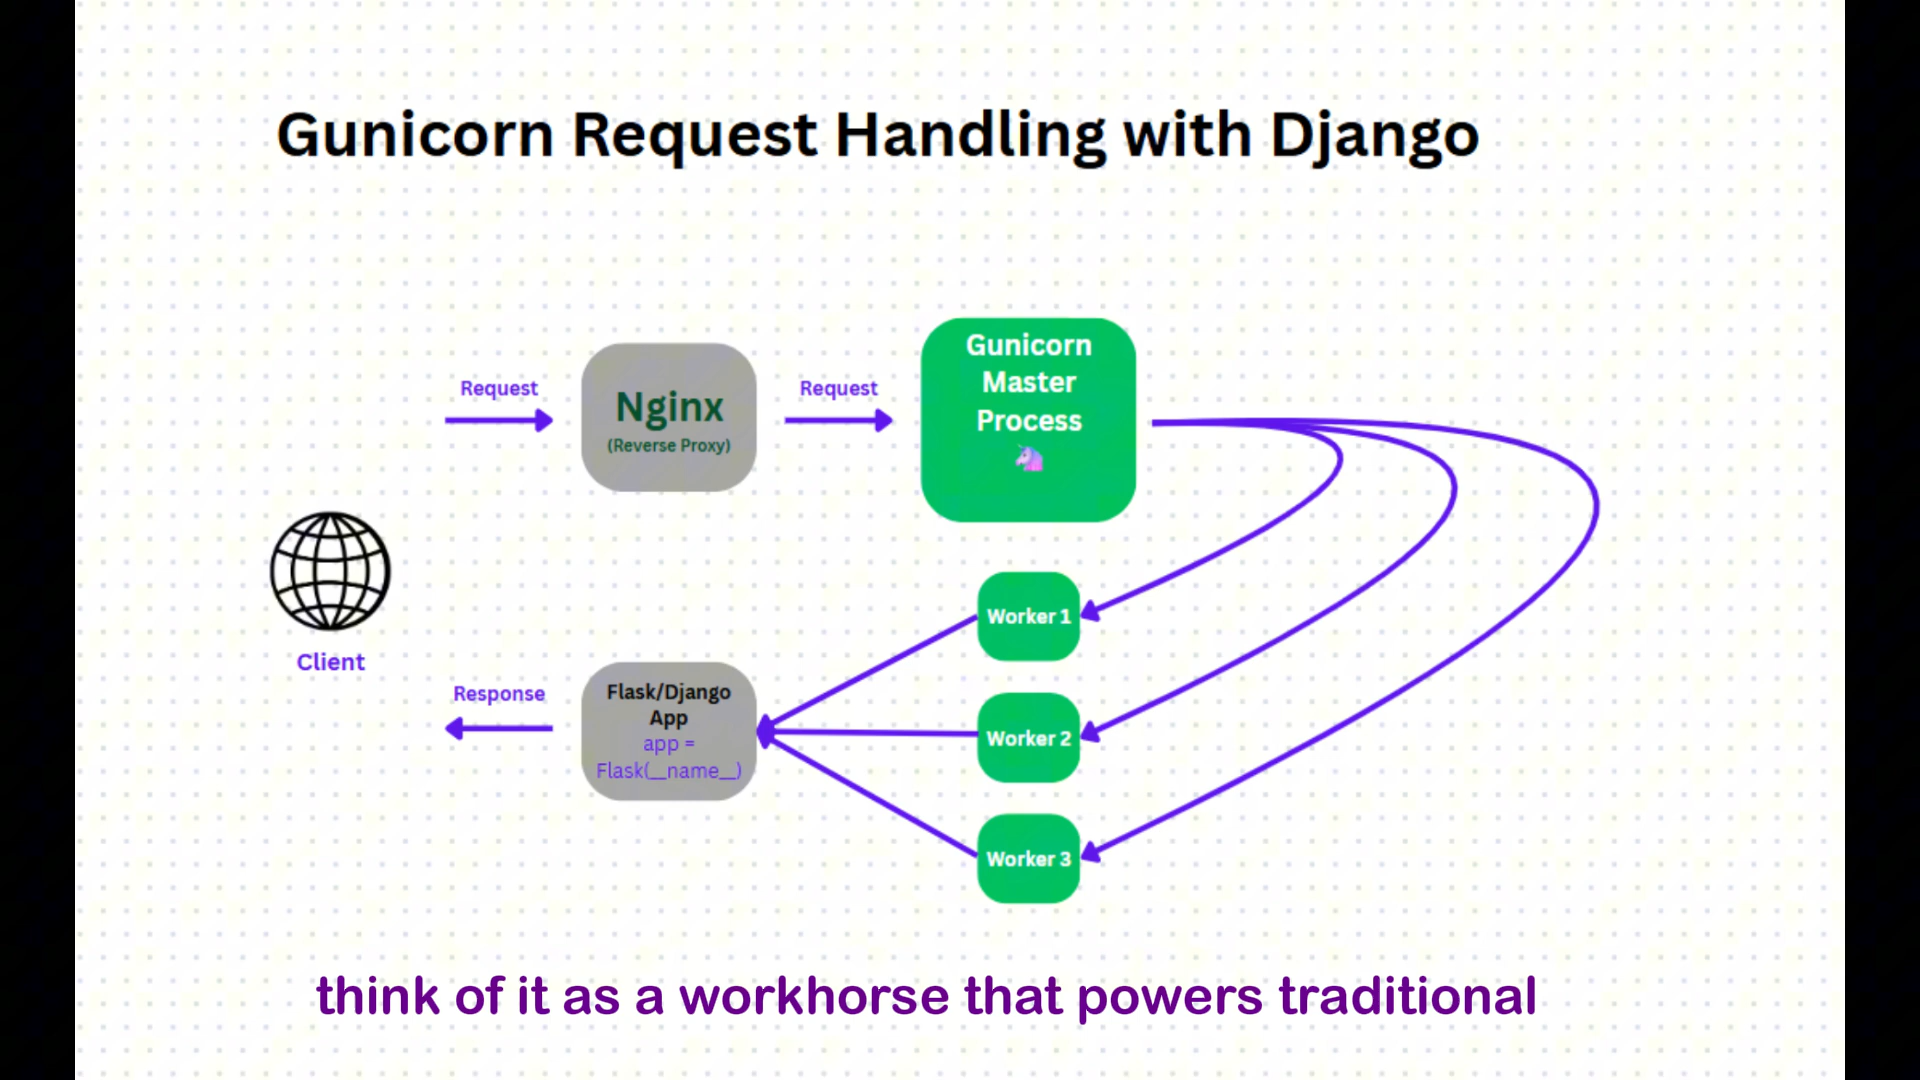 Gunicorn Request Handling with Django
Request
Nginx
(Reverse Proxy)
Request
Gunicorn
Master
Process
Client
Response
Flask/Django
App
app =
Flask(__name__)
Worker 1
Worker 2
Worker 3
think of it as a workhorse that powers traditional